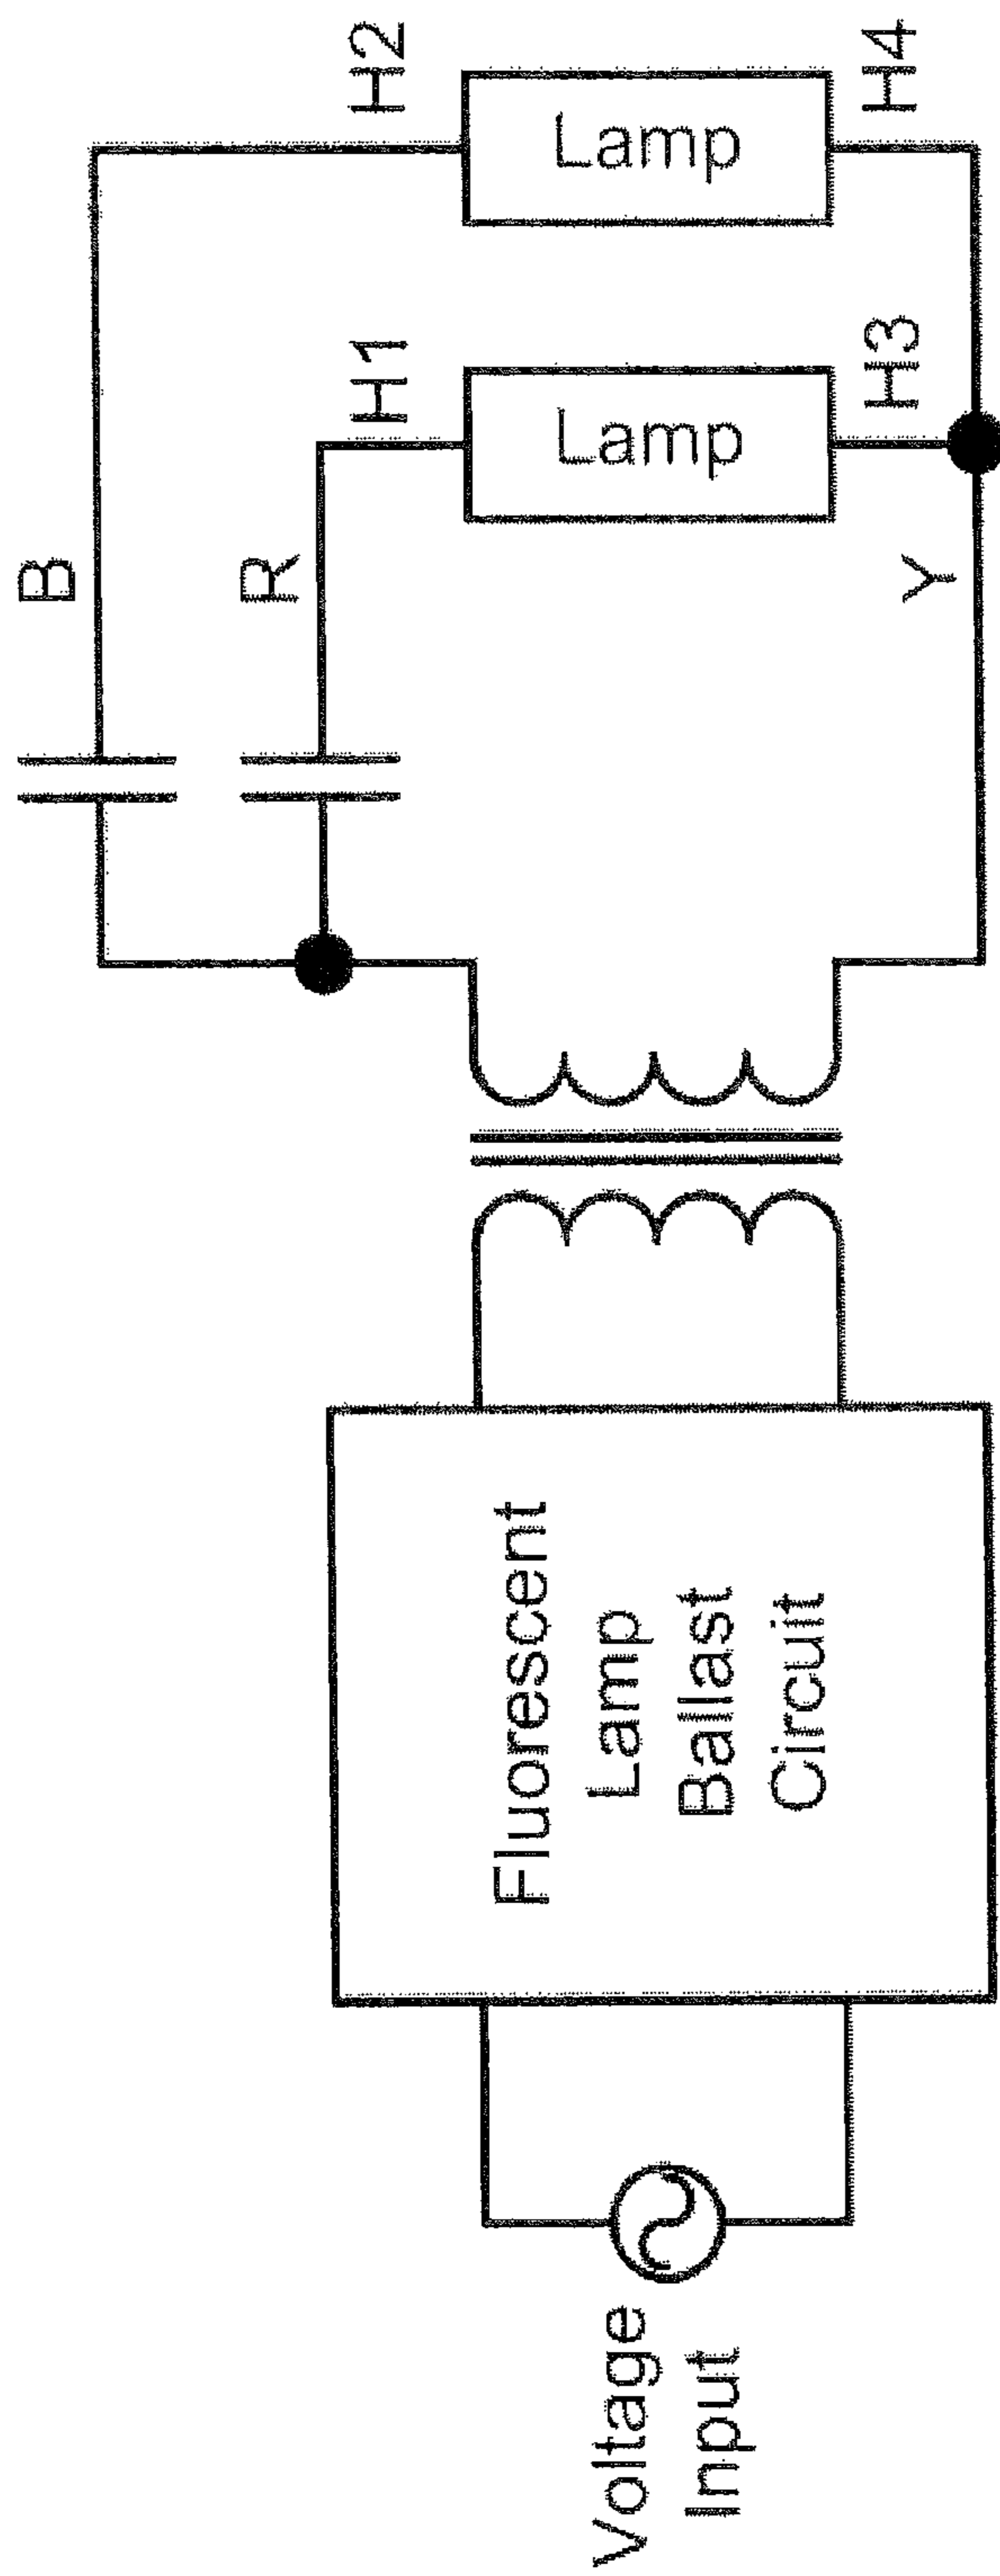 Voltage
Input
Fluorescent
Lamp
Ballast
Circuit
B
R
Y
H1
Lamp
H3
H2
Lamp
H4